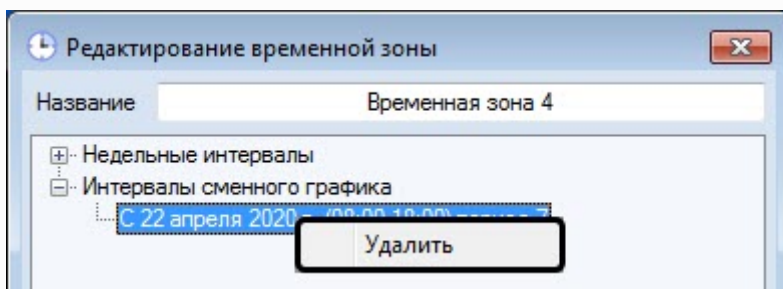 Редактирование временной зоны
Название Временная зона 4
Недельные интервалы
Интервалы сменного графика
С 22 апреля 2020
Удалить